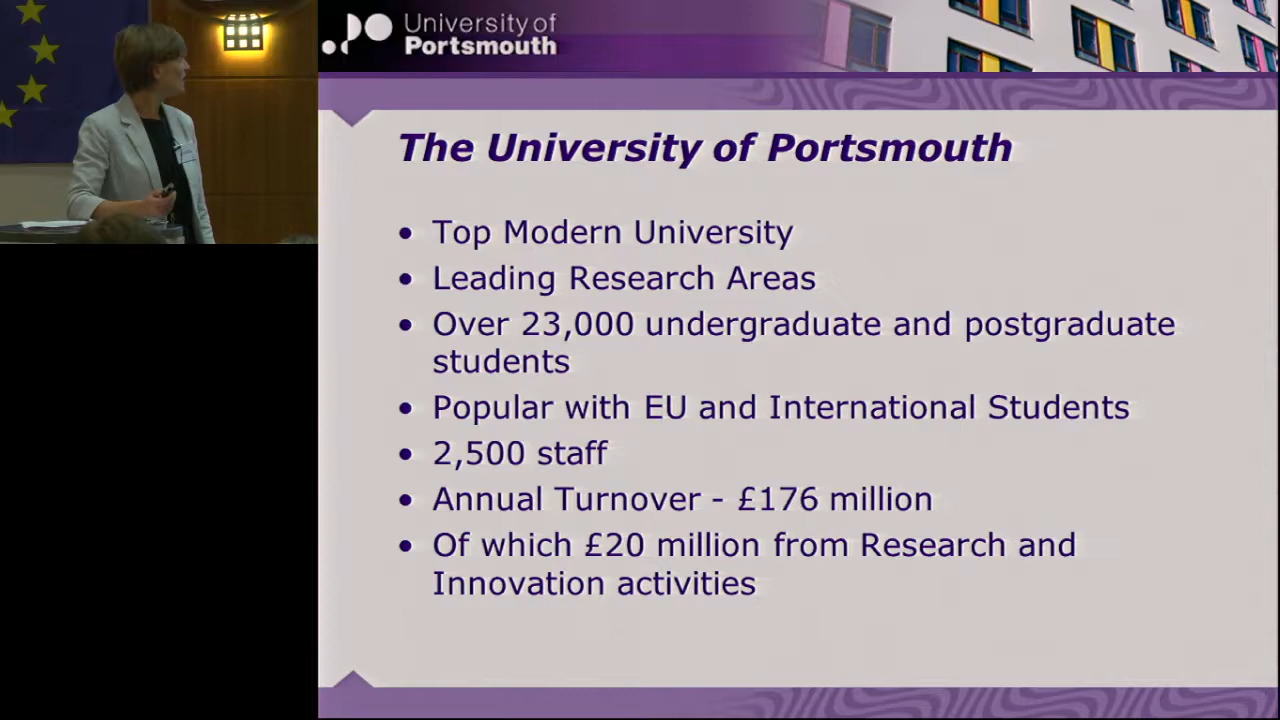 University of
Portsmouth
The University of Portsmouth
• Top Modern University
• Leading Research Areas
• Over 23,000 undergraduate and postgraduate
students
• Popular with EU and International Students
• 2,500 staff
• Annual Turnover - £176 million
• Of which £20 million from Research and
Innovation activities